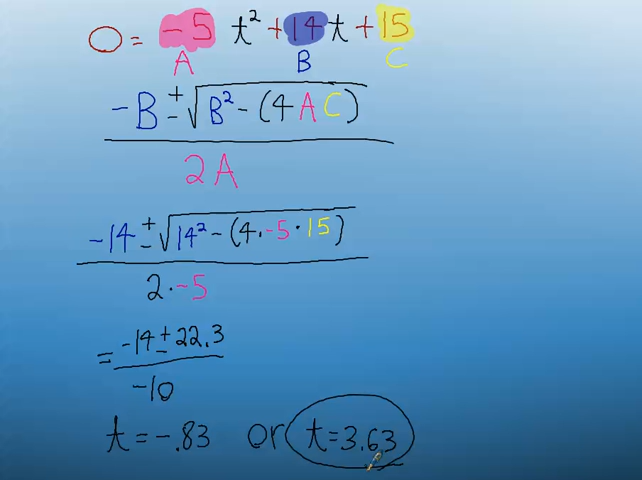 0 = -5 t² + 14 t + 15
A B C
-B ± √B² - (4AC)
2A
-14 ± √14² - (4·-5·15)
2·-5
= -14 ± 22.3
-10
t = -.83 or t = 3.63